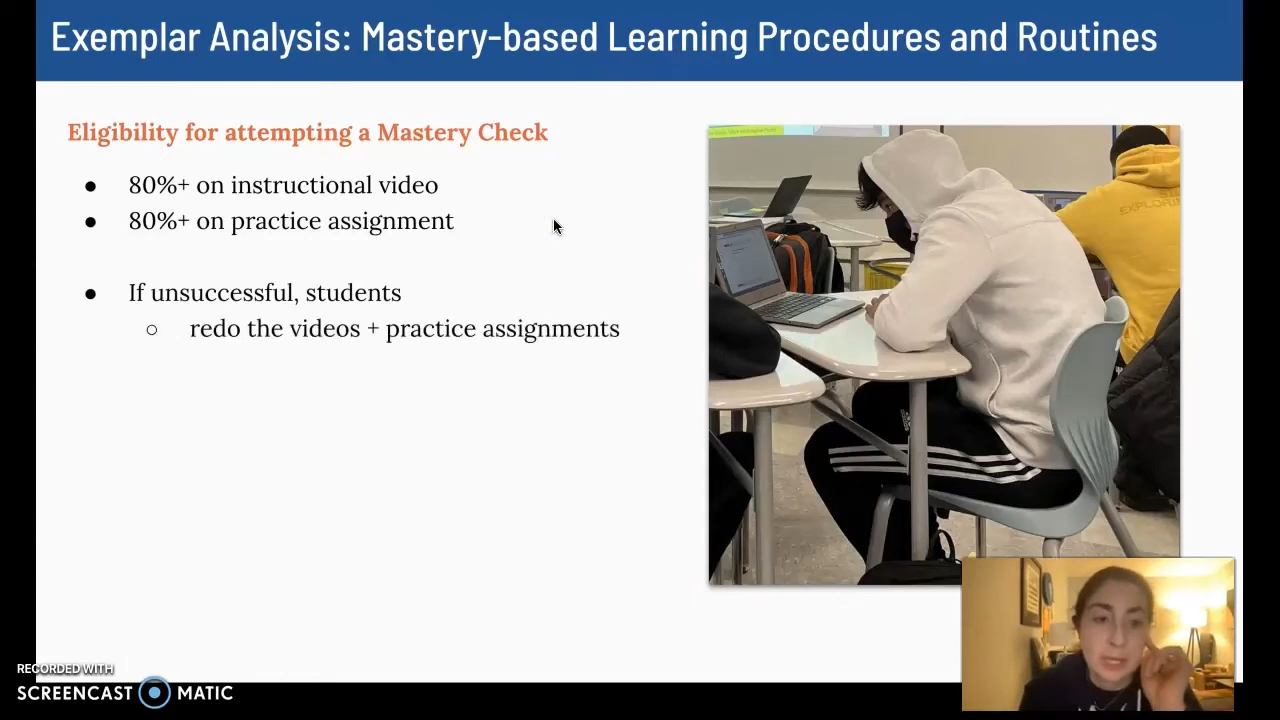 Exemplar Analysis: Mastery-based Learning Procedures and Routines
Eligibility for attempting a Mastery Check
● 80%+ on instructional video
● 80%+ on practice assignment
● If unsuccessful, students
○ redo the videos + practice assignments
RECORDED WITH
SCREENCAST MATIC